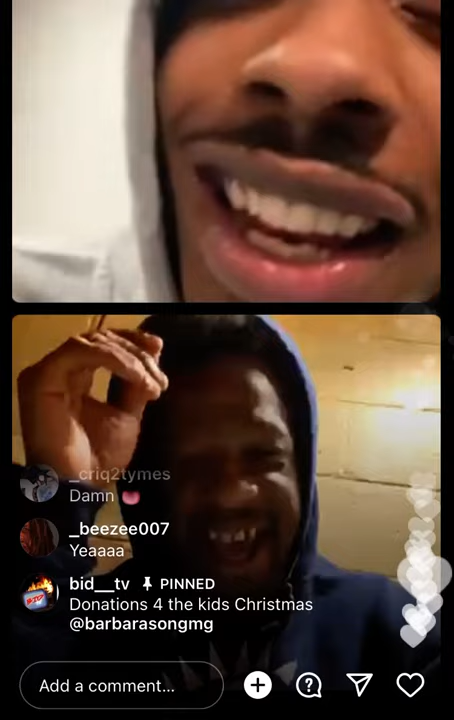 _criq2tymes
Damn 👅
_beezee007
Yeaaaa
bid__tv PINNED
Donations 4 the kids Christmas
@barbarasongmg
Add a comment...